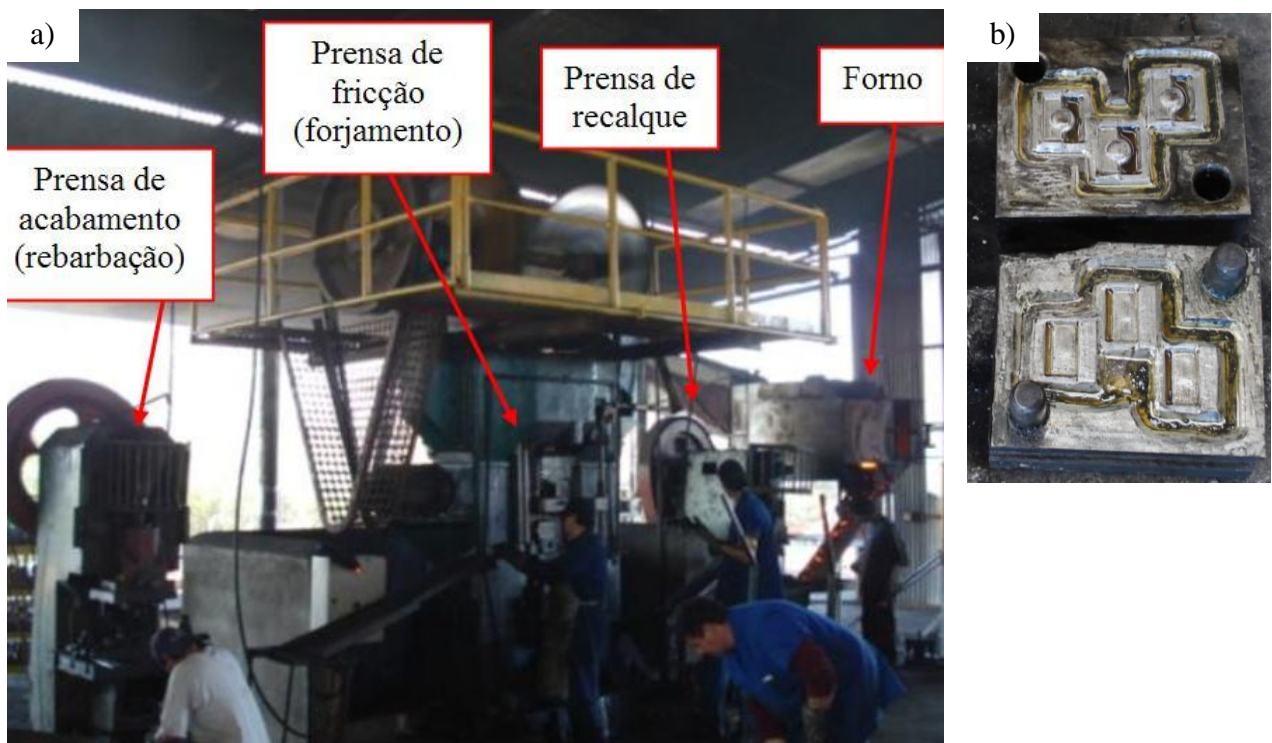 a)
Prensa de
fricção
(forjamento)
Prensa de
recalque
Forno
Prensa de
acabamento
(rebarbação)
b)